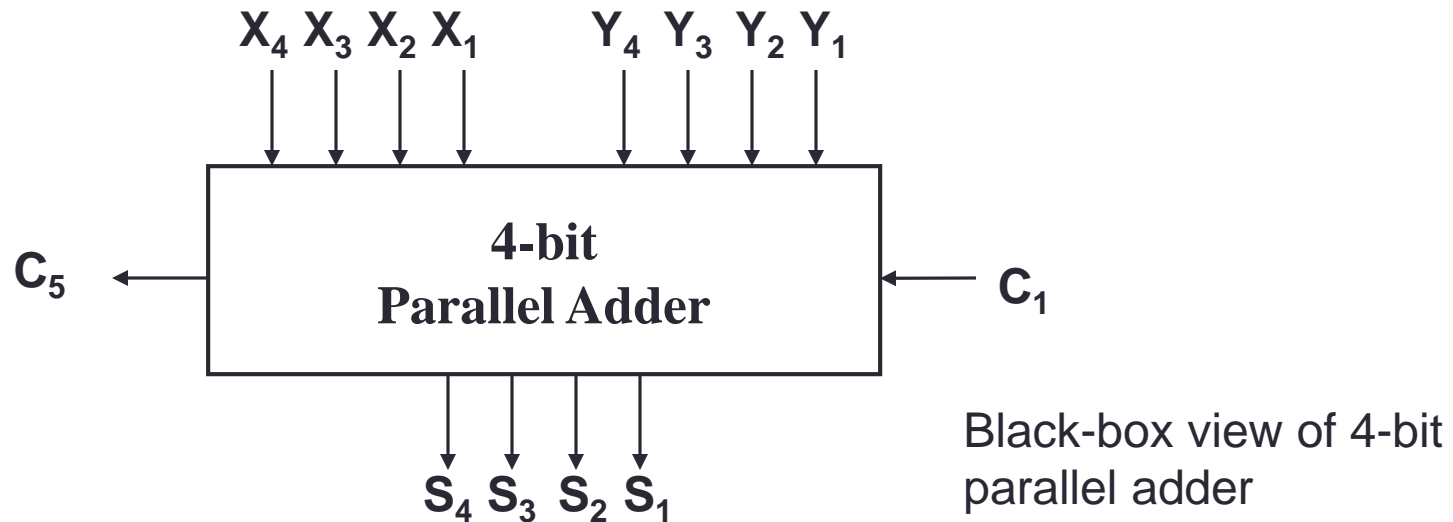 X₄ X₃ X₂ X₁ Y₄ Y₃ Y₂ Y₁
4-bit
Parallel Adder
C₅
C₁
S₄ S₃ S₂ S₁
Black-box view of 4-bit
parallel adder